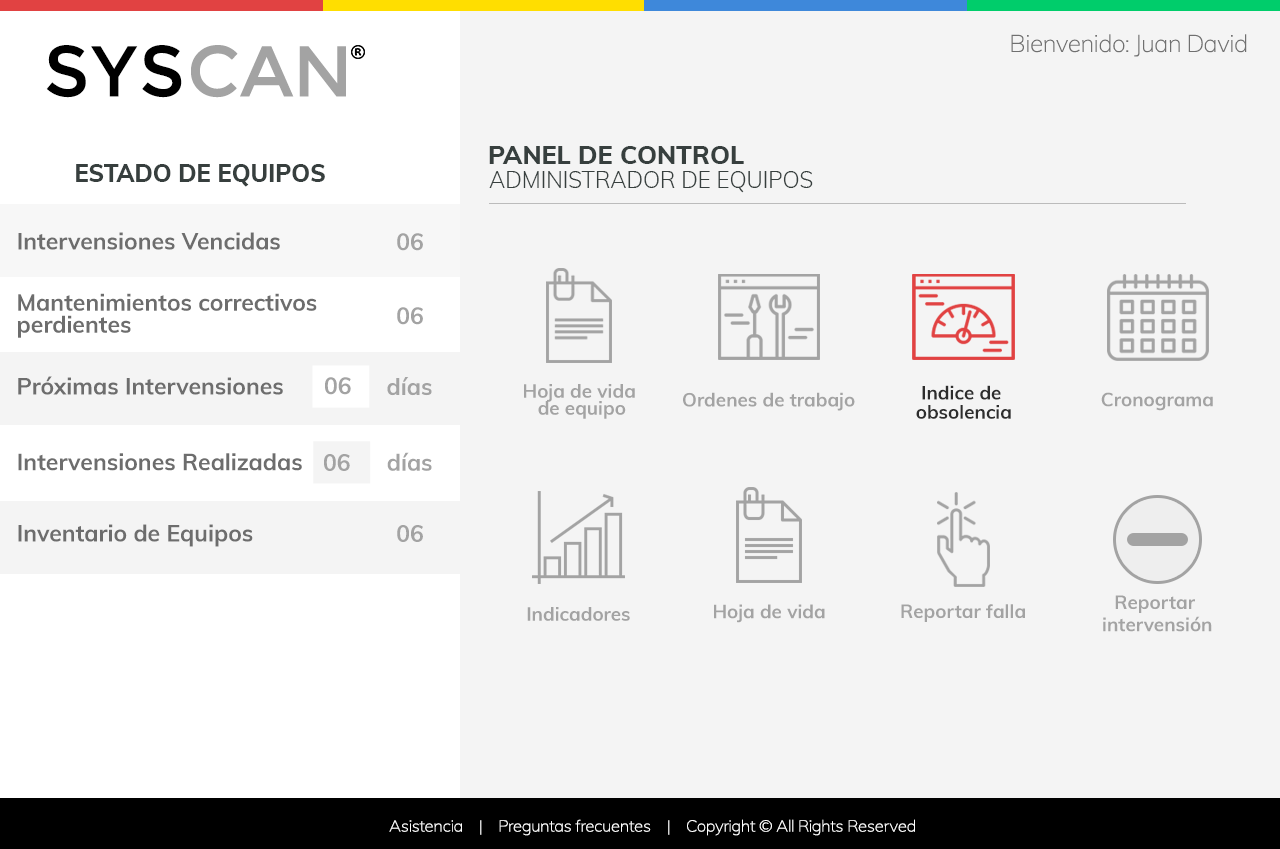 SYSCAN®
Bienvenido: Juan David
ESTADO DE EQUIPOS
Intervensiones Vencidas 06
Mantenimientos correctivos
perdientes 06
Próximas Intervensiones 06 días
Intervensiones Realizadas 06 días
Inventario de Equipos 06
PANEL DE CONTROL
ADMINISTRADOR DE EQUIPOS
Hoja de vida
de equipo
Ordenes de trabajo
Indice de
obsolencia
Cronograma
Indicadores
Hoja de vida
Reportar falla
Reportar
intervensión
Asistencia | Preguntas frecuentes | Copyright © All Rights Reserved